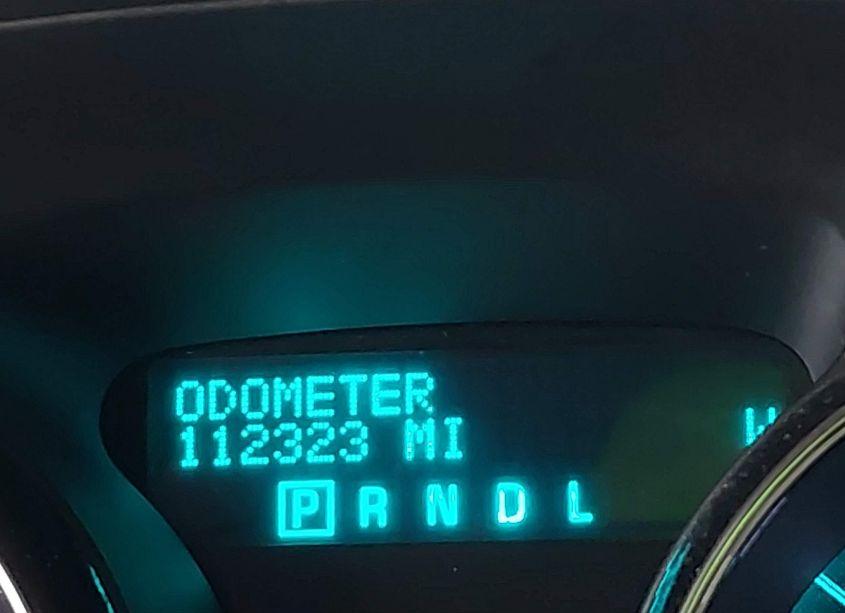 ODOMETER
112323 MI
W
P R N D L